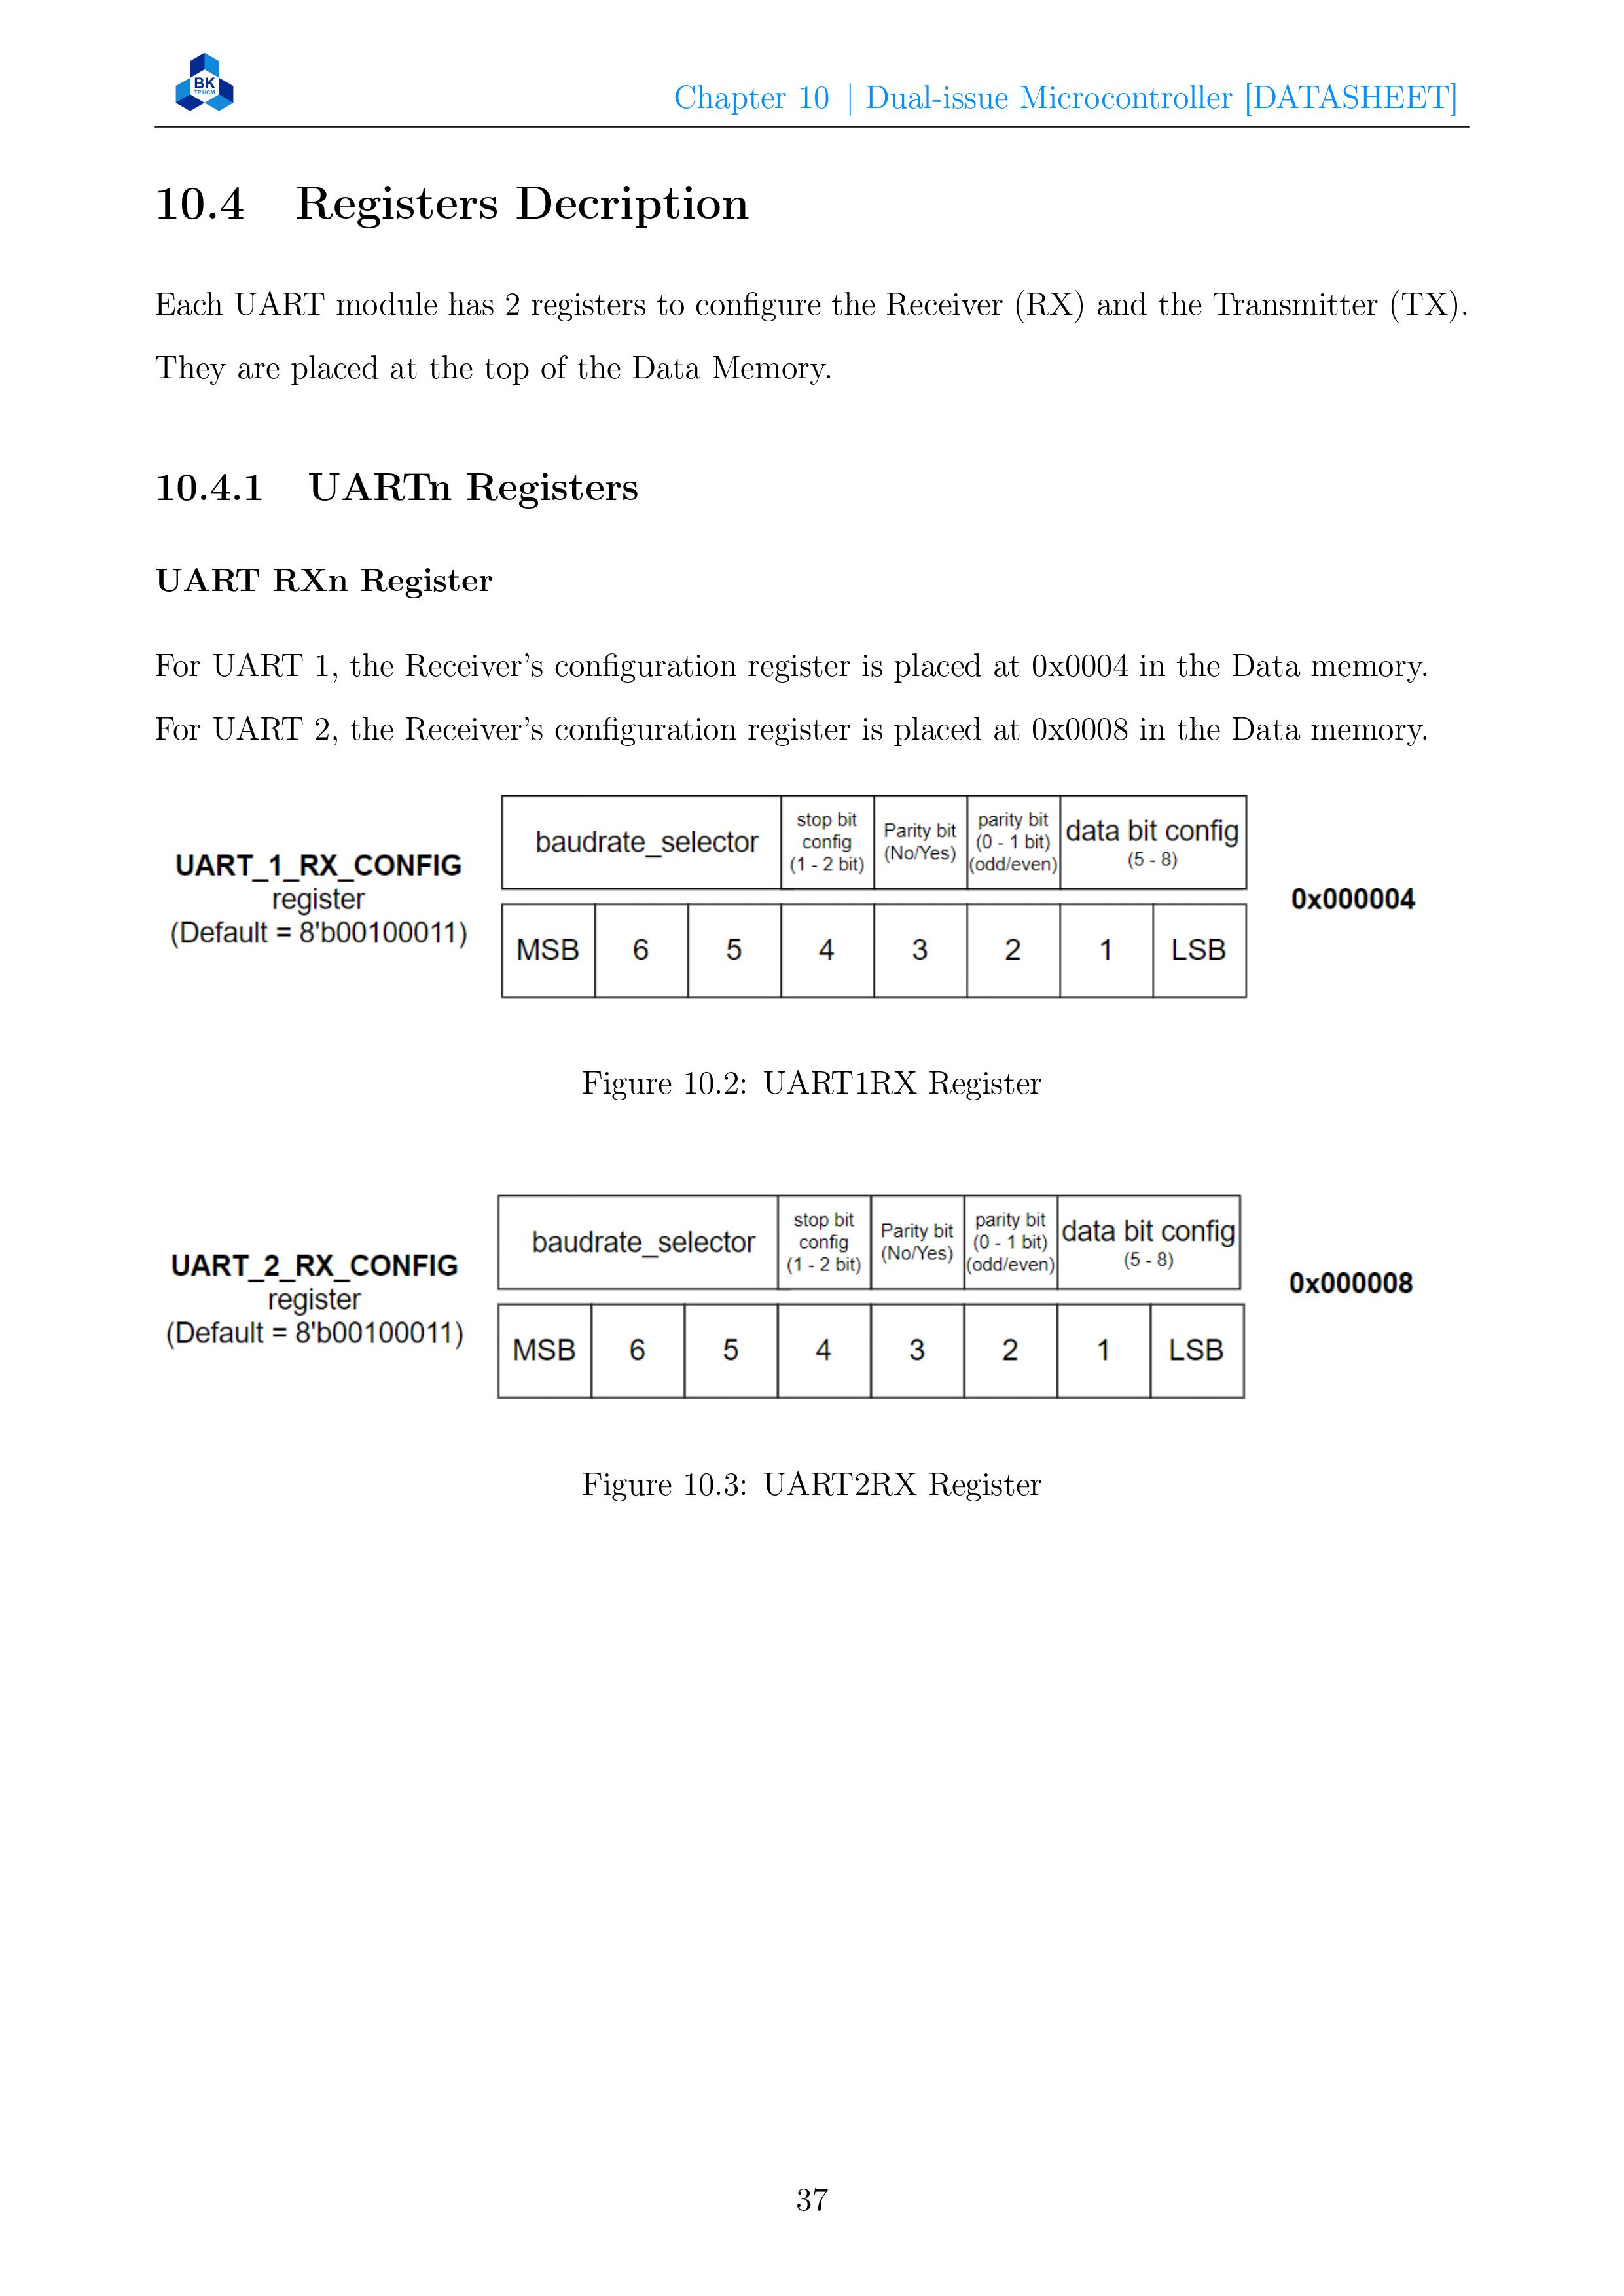 BK
TP.HCM
Chapter 10 | Dual-issue Microcontroller [DATASHEET]
10.4 Registers Decription
Each UART module has 2 registers to configure the Receiver (RX) and the Transmitter (TX).
They are placed at the top of the Data Memory.
10.4.1 UARTn Registers
UART RXn Register
For UART 1, the Receiver's configuration register is placed at 0x0004 in the Data memory.
For UART 2, the Receiver's configuration register is placed at 0x0008 in the Data memory.
UART_1_RX_CONFIG
register
(Default = 8'b00100011)
baudrate_selector
stop bit
config
(1 - 2 bit)
Parity bit
(No/Yes)
parity bit
(0 - 1 bit)
(odd/even)
data bit config
(5 - 8)
MSB 6 5 4 3 2 1 LSB
0x000004
Figure 10.2: UART1RX Register
UART_2_RX_CONFIG
register
(Default = 8'b00100011)
baudrate_selector
stop bit
config
(1 - 2 bit)
Parity bit
(No/Yes)
parity bit
(0 - 1 bit)
(odd/even)
data bit config
(5 - 8)
MSB 6 5 4 3 2 1 LSB
0x000008
Figure 10.3: UART2RX Register
37